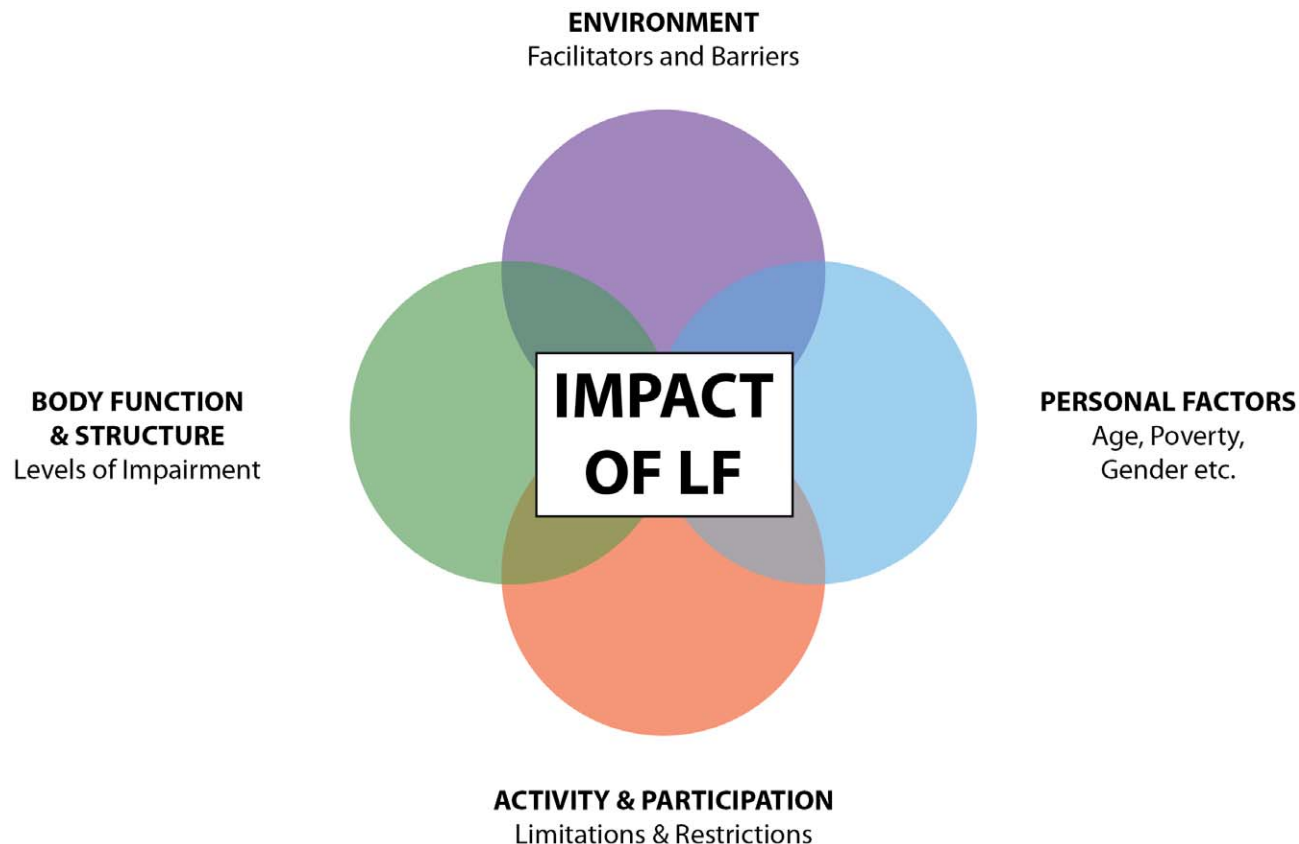 ENVIRONMENT
Facilitators and Barriers
BODY FUNCTION
& STRUCTURE
Levels of Impairment
IMPACT
OF LF
PERSONAL FACTORS
Age, Poverty,
Gender etc.
ACTIVITY & PARTICIPATION
Limitations & Restrictions